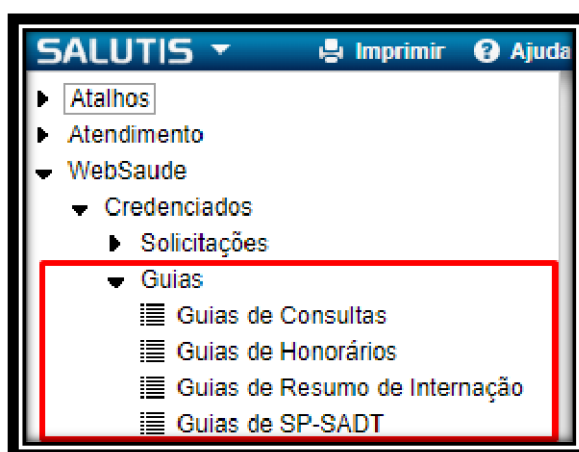 SALUTIS Imprimir Ajuda
Atalhos
Atendimento
WebSaude
Credenciados
Solicitações
Guias
Guias de Consultas
Guias de Honorários
Guias de Resumo de Internação
Guias de SP-SADT